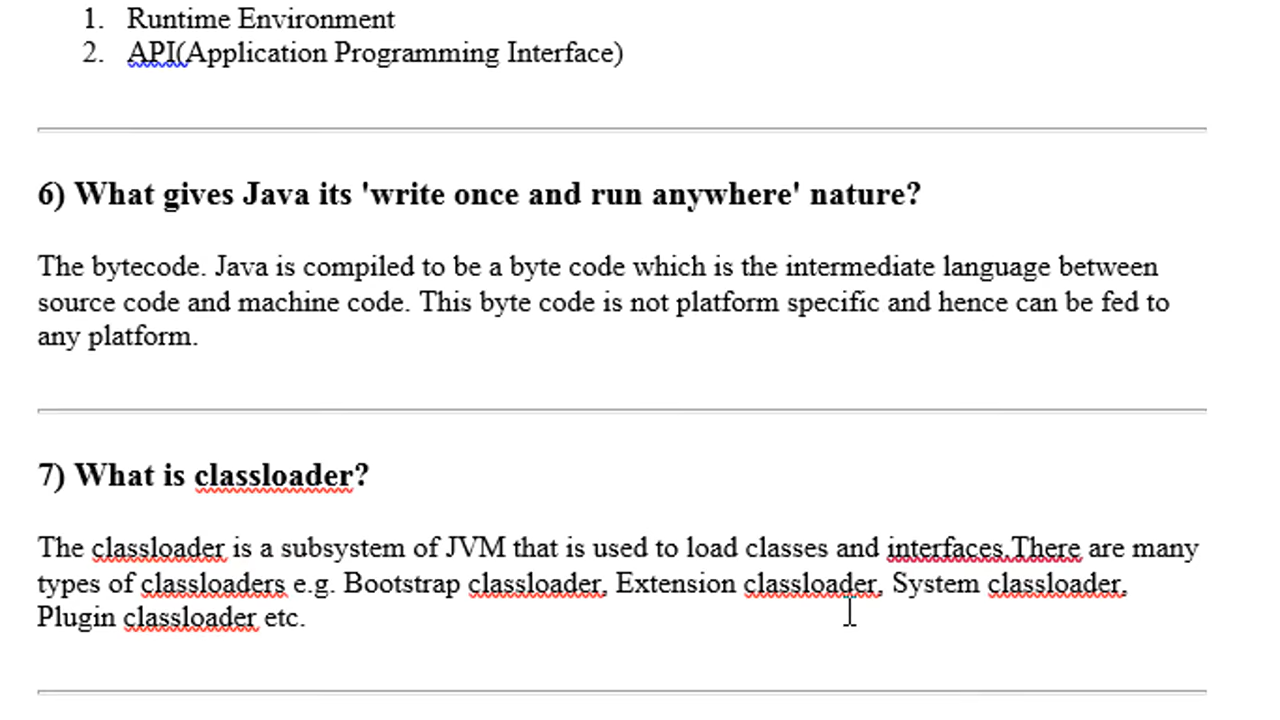 1. Runtime Environment
2. API(Application Programming Interface)
6) What gives Java its 'write once and run anywhere' nature?
The bytecode. Java is compiled to be a byte code which is the intermediate language between
source code and machine code. This byte code is not platform specific and hence can be fed to
any platform.
7) What is classloader?
The classloader is a subsystem of JVM that is used to load classes and interfaces.There are many
types of classloaders e.g. Bootstrap classloader, Extension classloader, System classloader,
Plugin classloader etc.